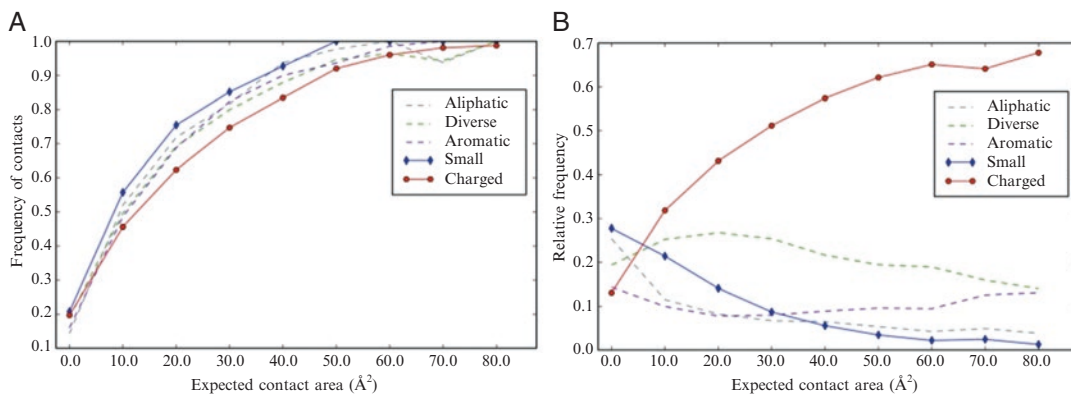 A
Frequency of contacts
1.0
0.9
0.8
0.7
0.6
0.5
0.4
0.3
0.2
0.1
Aliphatic
Diverse
Aromatic
Small
Charged
0.0 10.0 20.0 30.0 40.0 50.0 60.0 70.0 80.0
Expected contact area (Å²)
B
Relative frequency
0.7
0.6
0.5
0.4
0.3
0.2
0.1
0.0
Aliphatic
Diverse
Aromatic
Small
Charged
0.0 10.0 20.0 30.0 40.0 50.0 60.0 70.0 80.0
Expected contact area (Å²)